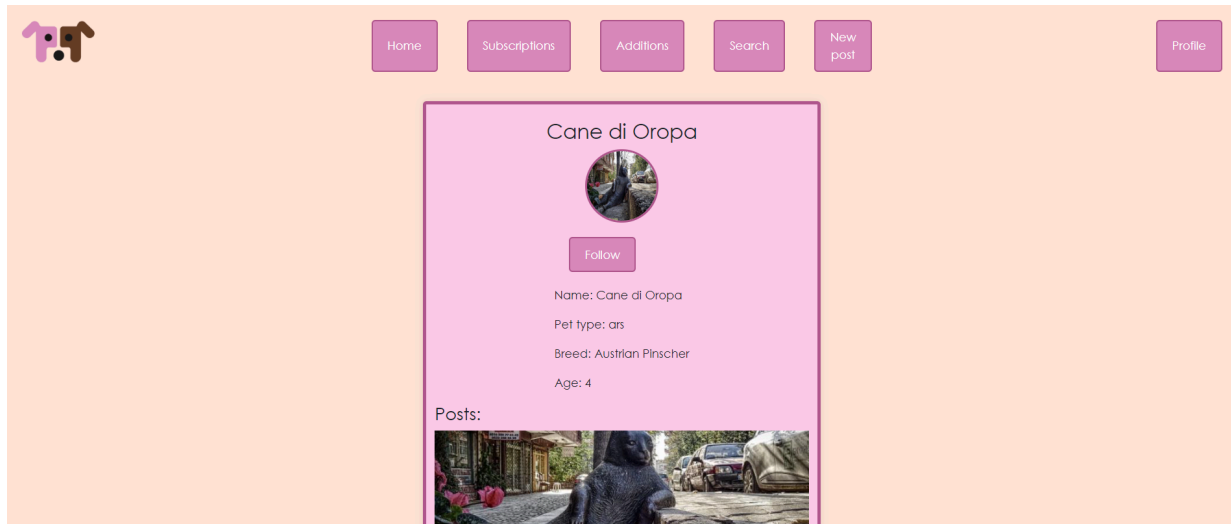 Home
Subscriptions
Additions
Search
New
post
Profile
Cane di Oropa
Follow
Name: Cane di Oropa
Pet type: ars
Breed: Austrian Pinscher
Age: 4
Posts: